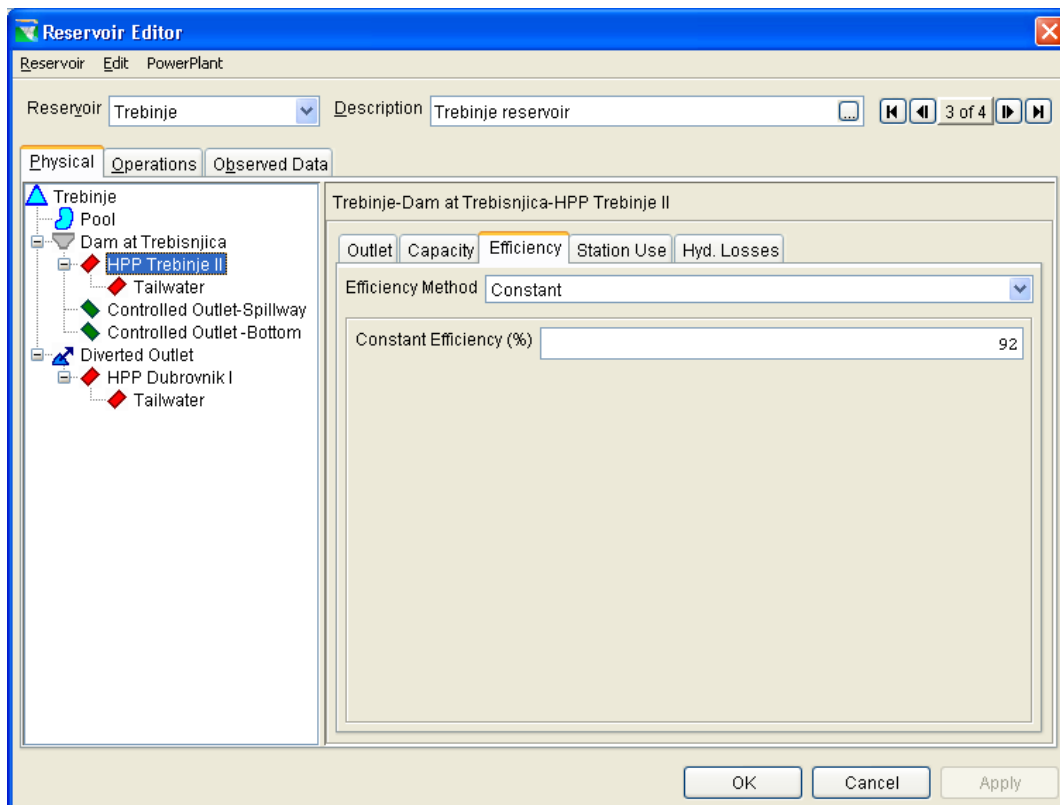 Reservoir Editor
Reservoir Edit PowerPlant
Reservoir Trebinje Description Trebinje reservoir ... 3 of 4
Physical Operations Observed Data
Trebinje
Pool
Dam at Trebisnjica
HPP Trebinje II
Tailwater
Controlled Outlet-Spillway
Controlled Outlet-Bottom
Diverted Outlet
HPP Dubrovnik I
Tailwater
Trebinje-Dam at Trebisnjica-HPP Trebinje II
Outlet Capacity Efficiency Station Use Hyd. Losses
Efficiency Method Constant
Constant Efficiency (%) 92
OK Cancel Apply